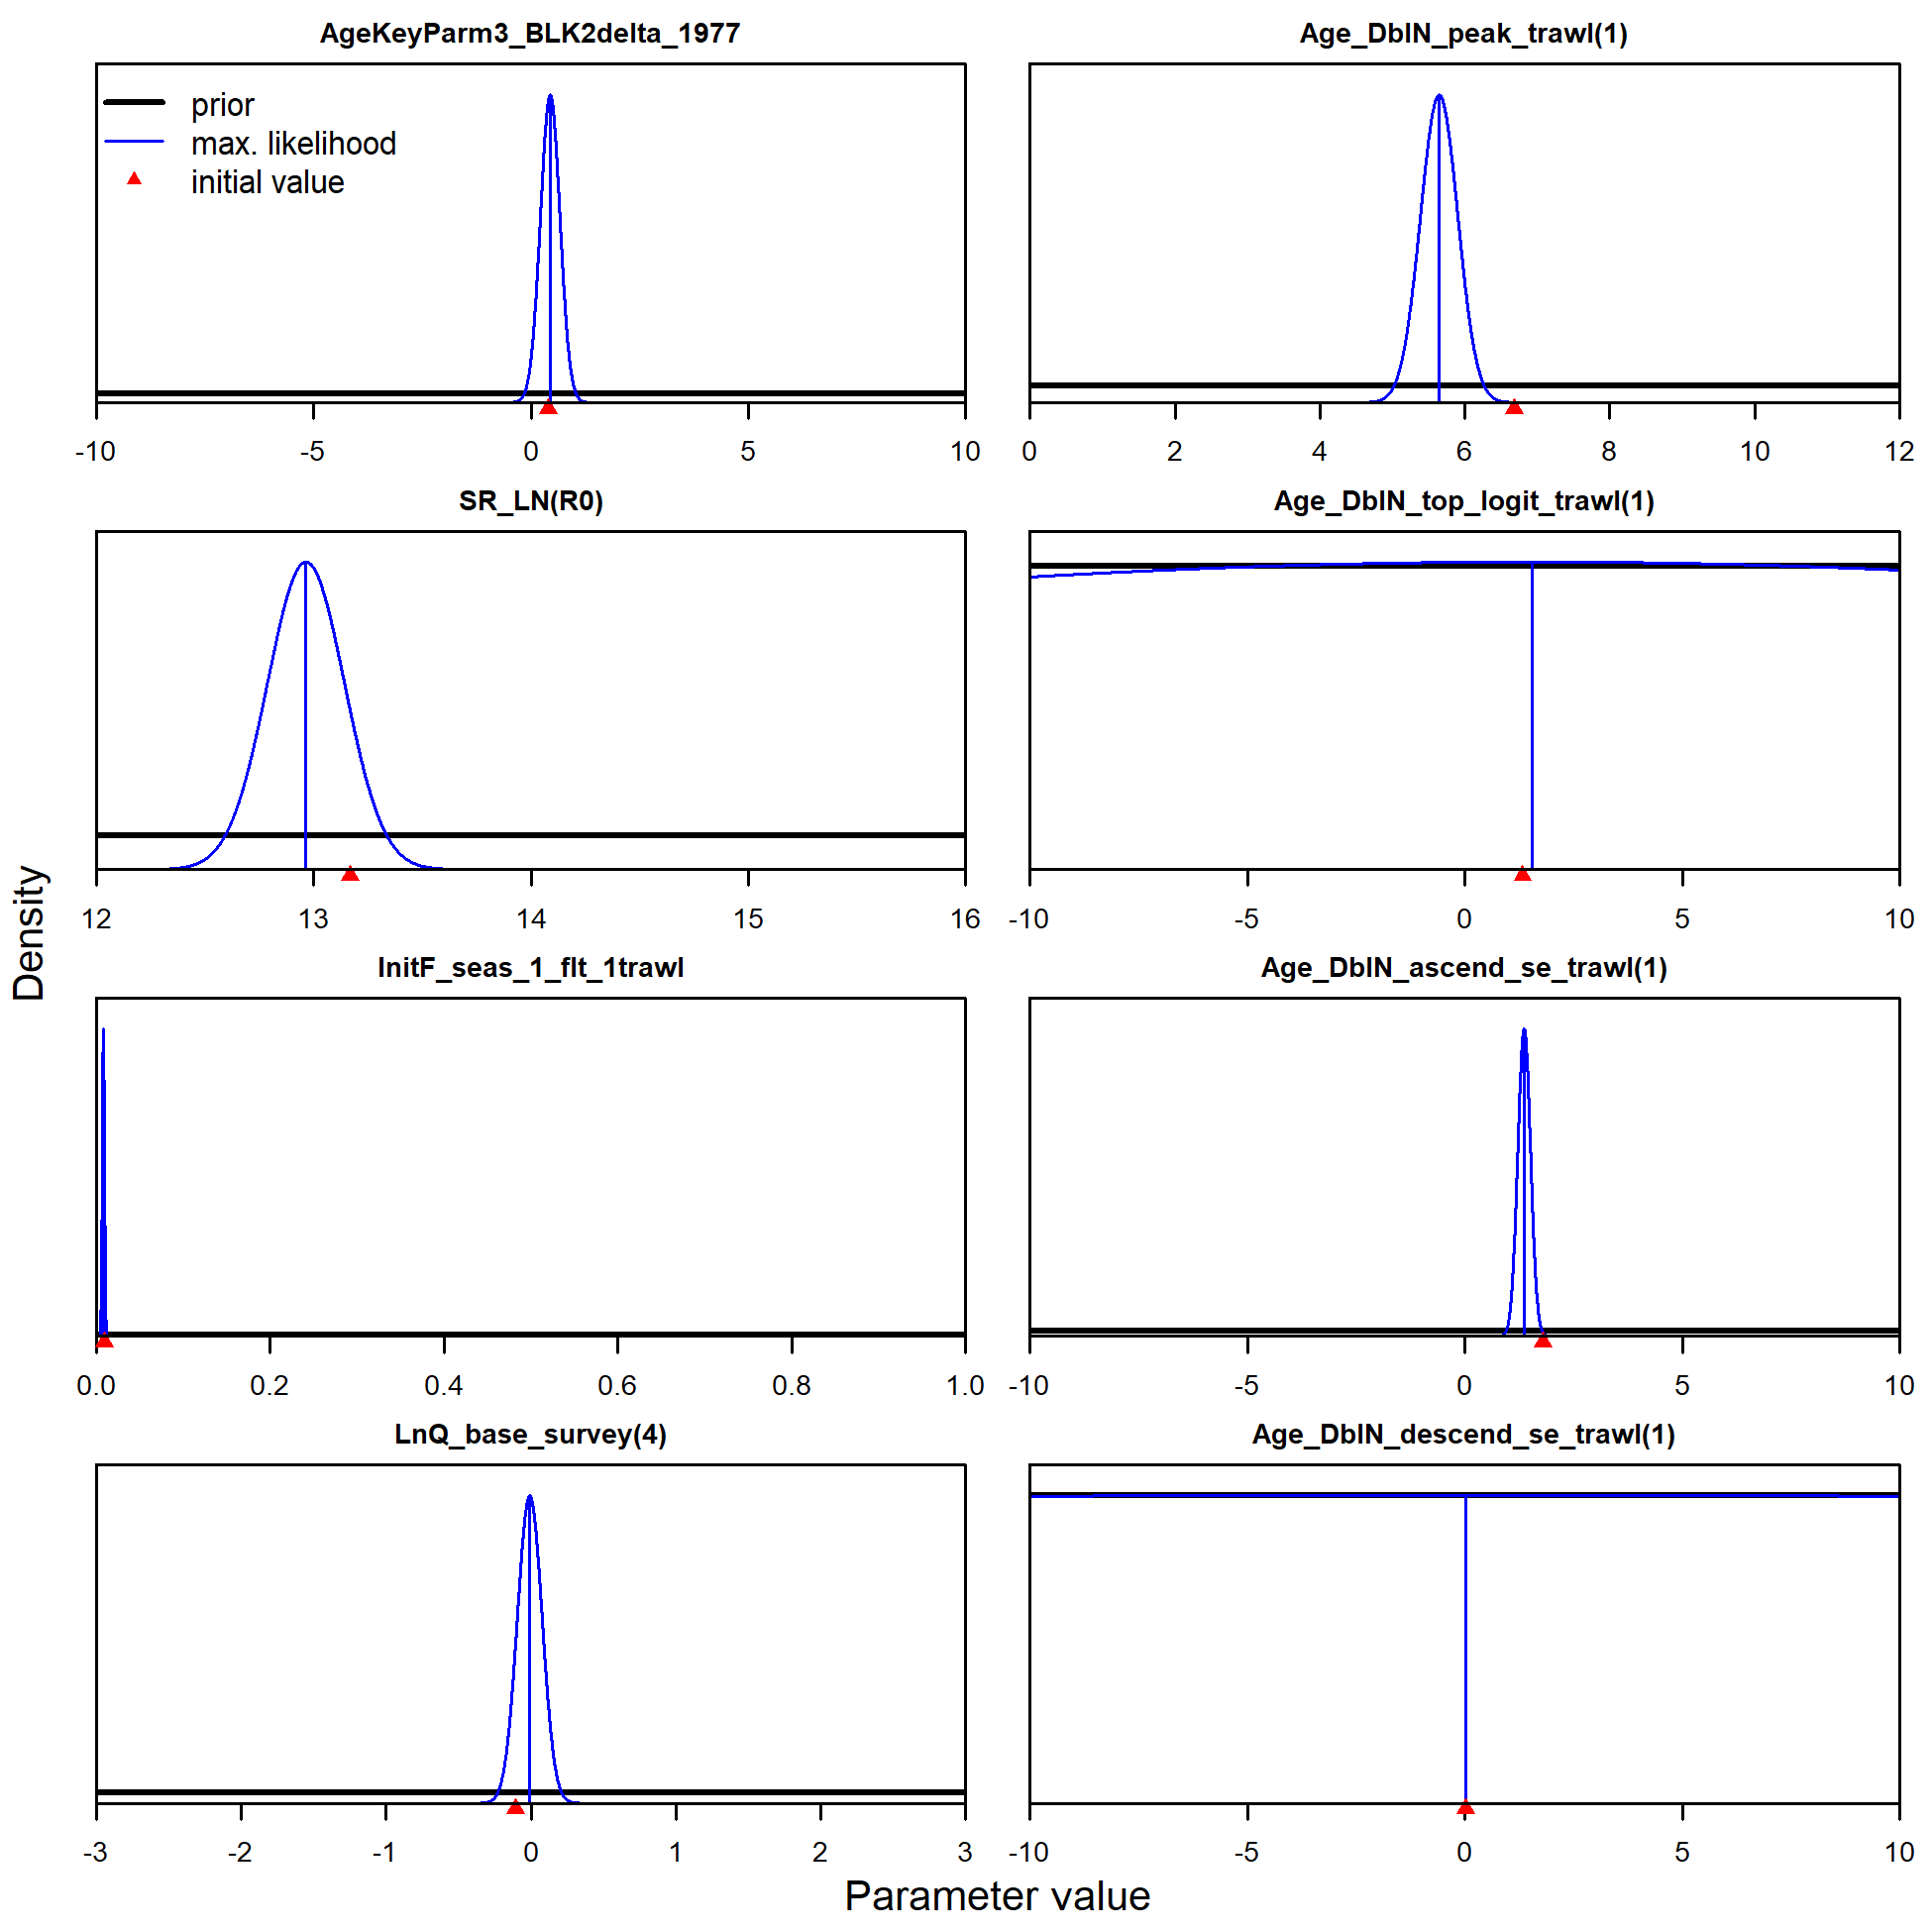 AgeKeyParm3_BLK2delta_1977
prior
max. likelihood
initial value
-10 -5 0 5 10
Age_DblN_peak_trawl(1)
0 2 4 6 8 10 12
SR_LN(R0)
12 13 14 15 16
Age_DblN_top_logit_trawl(1)
-10 -5 0 5 10
InitF_seas_1_flt_1trawl
0.0 0.2 0.4 0.6 0.8 1.0
Age_DblN_ascend_se_trawl(1)
-10 -5 0 5 10
LnQ_base_survey(4)
-3 -2 -1 0 1 2 3
Age_DblN_descend_se_trawl(1)
-10 -5 0 5 10
Density
Parameter value